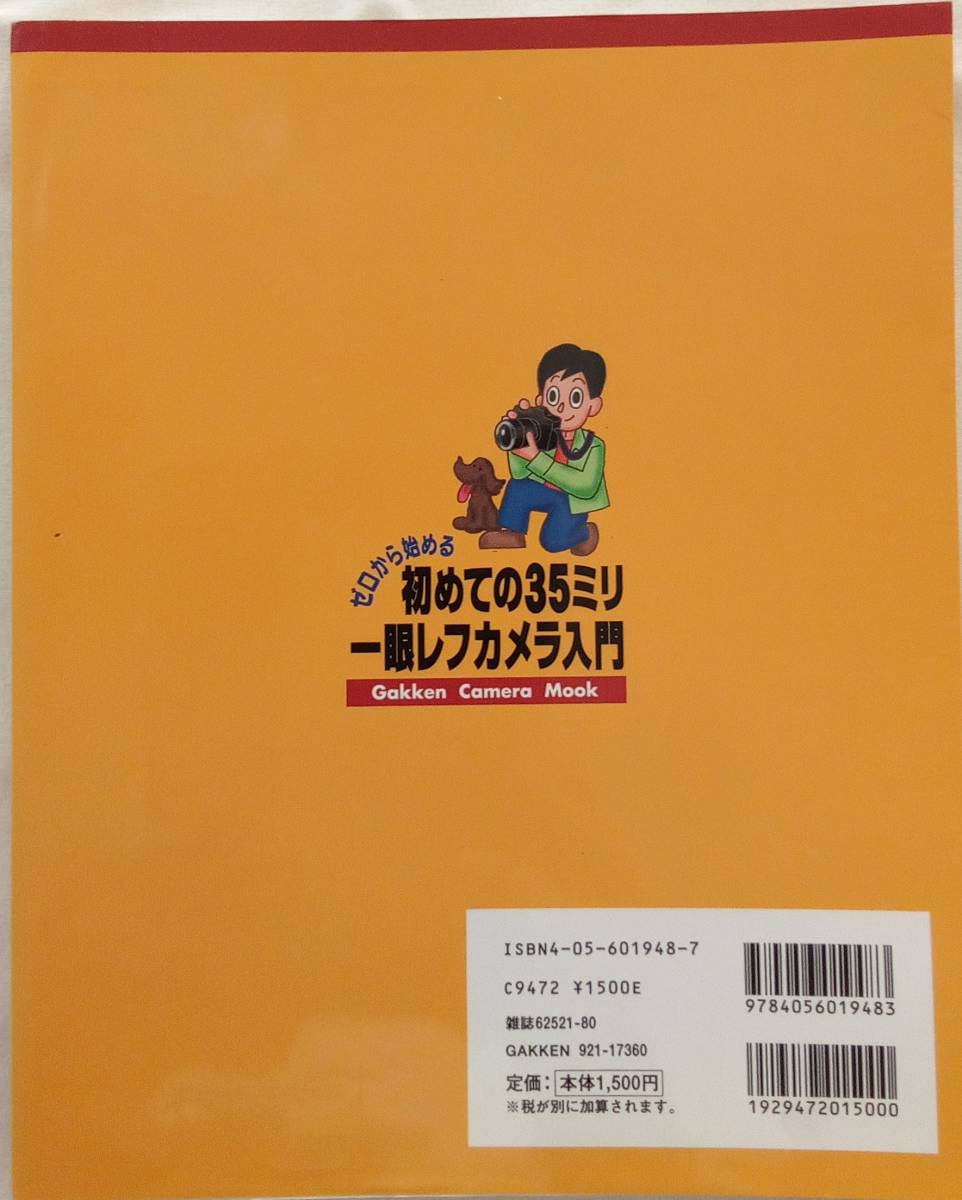 ゼロから始める
初めての35ミリ
一眼レフカメラ入門
Gakken Camera Mook
ISBN4-05-601948-7
C9472 ¥1500E
雑誌62521-80
GAKKEN 921-17360
定価：本体1,500円
※税が別に加算されます。
9784056019483
1929472015000